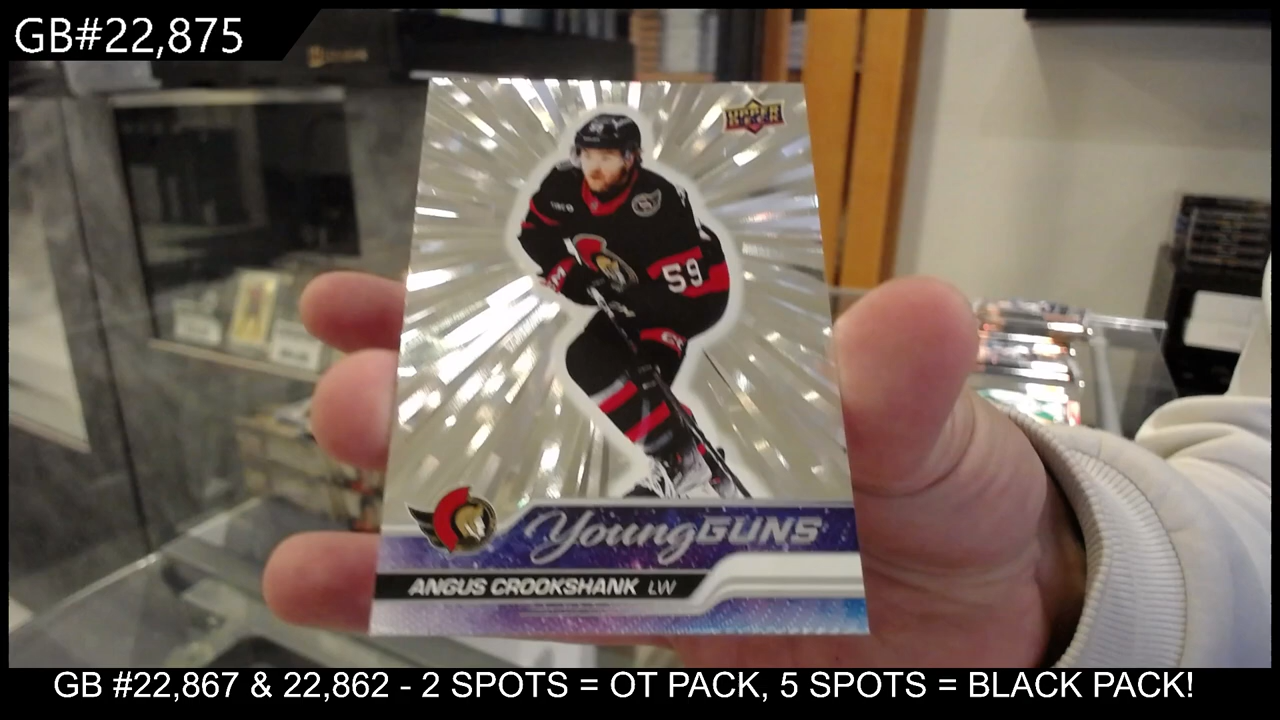 GB#22,875
UPPER DECK
59
Young GUNS
ANGUS CROOKSHANK LW
GB #22,867 & 22,862 - 2 SPOTS = OT PACK, 5 SPOTS = BLACK PACK!